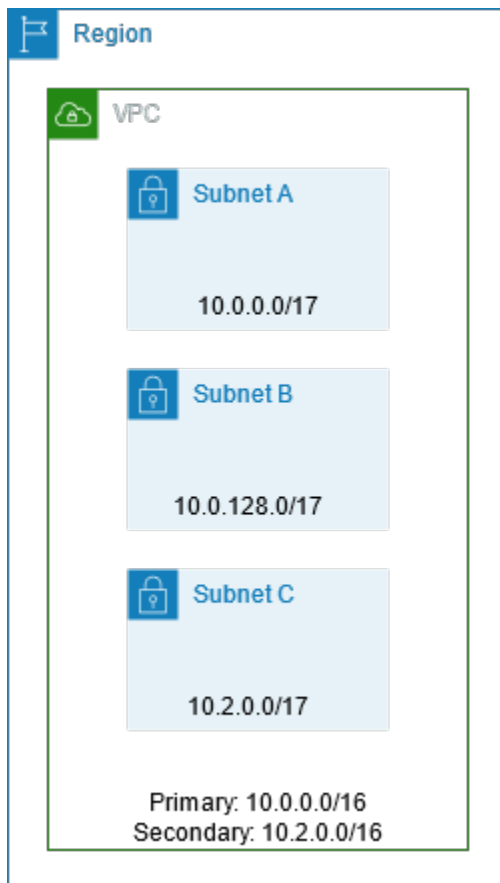 Region
VPC
Subnet A
10.0.0.0/17
Subnet B
10.0.128.0/17
Subnet C
10.2.0.0/17
Primary: 10.0.0.0/16
Secondary: 10.2.0.0/16